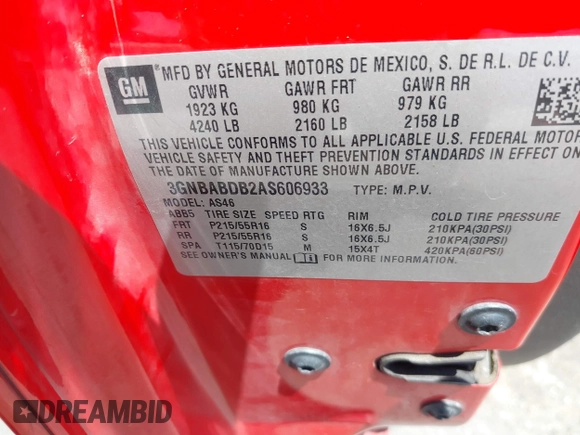 GM
MFD BY GENERAL MOTORS DE MEXICO, S. DE R.L. DE C.V.
GVWR GAWR FRT GAWR RR
1923 KG 980 KG 979 KG
4240 LB 2160 LB 2158 LB
THIS VEHICLE CONFORMS TO ALL APPLICABLE U.S. FEDERAL MOTOR
VEHICLE SAFETY AND THEFT PREVENTION STANDARDS IN EFFECT ON
THE DATE OF MANUFACTURE SHOWN ABOVE.
3GNBABDB2AS606933 TYPE: M.P.V.
MODEL: AS46
ABB5 TIRE SIZE SPEED RTG RIM COLD TIRE PRESSURE
FRT P215/55R16 S 16X6.5J 210KPA(30PSI)
RR P215/55R16 S 16X6.5J 210KPA(30PSI)
SPA T115/70D15 M 15X4T 420KPA(60PSI)
SEE OWNER'S MANUAL FOR MORE INFORMATION.
DREAMBID